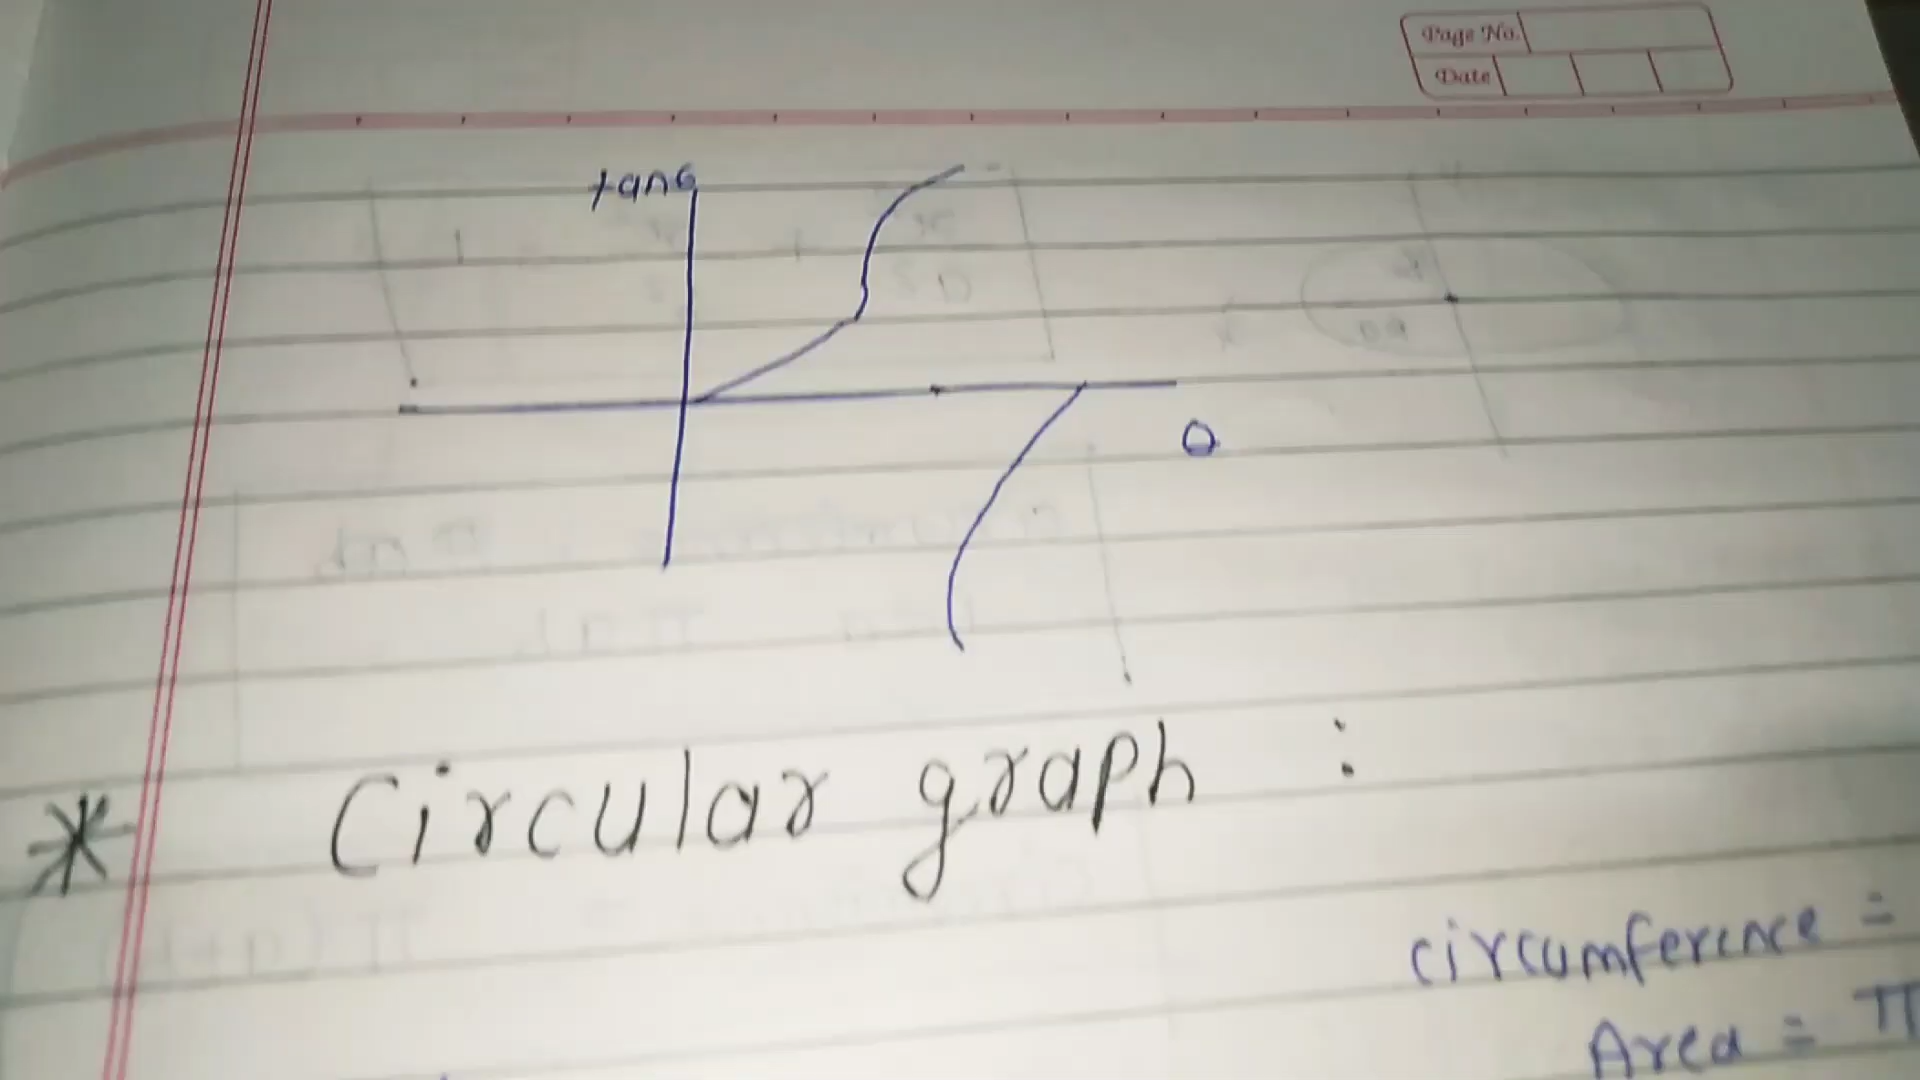 Page No.
Date
tanθ
θ
* Circular graph :
circumference =
Area = π